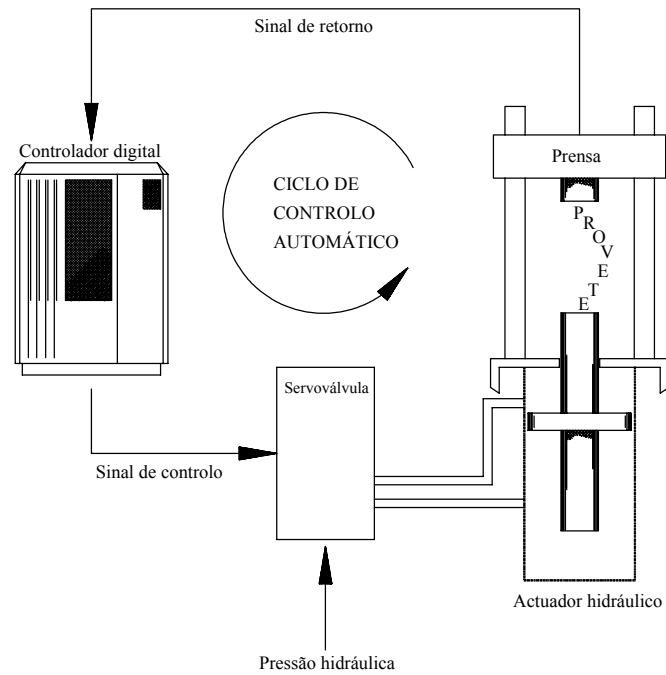 Sinal de retorno
Controlador digital
Prensa
CICLO DE
CONTROLO
AUTOMÁTICO
PROVETE
Servoválvula
Sinal de controlo
Actuador hidráulico
Pressão hidráulica